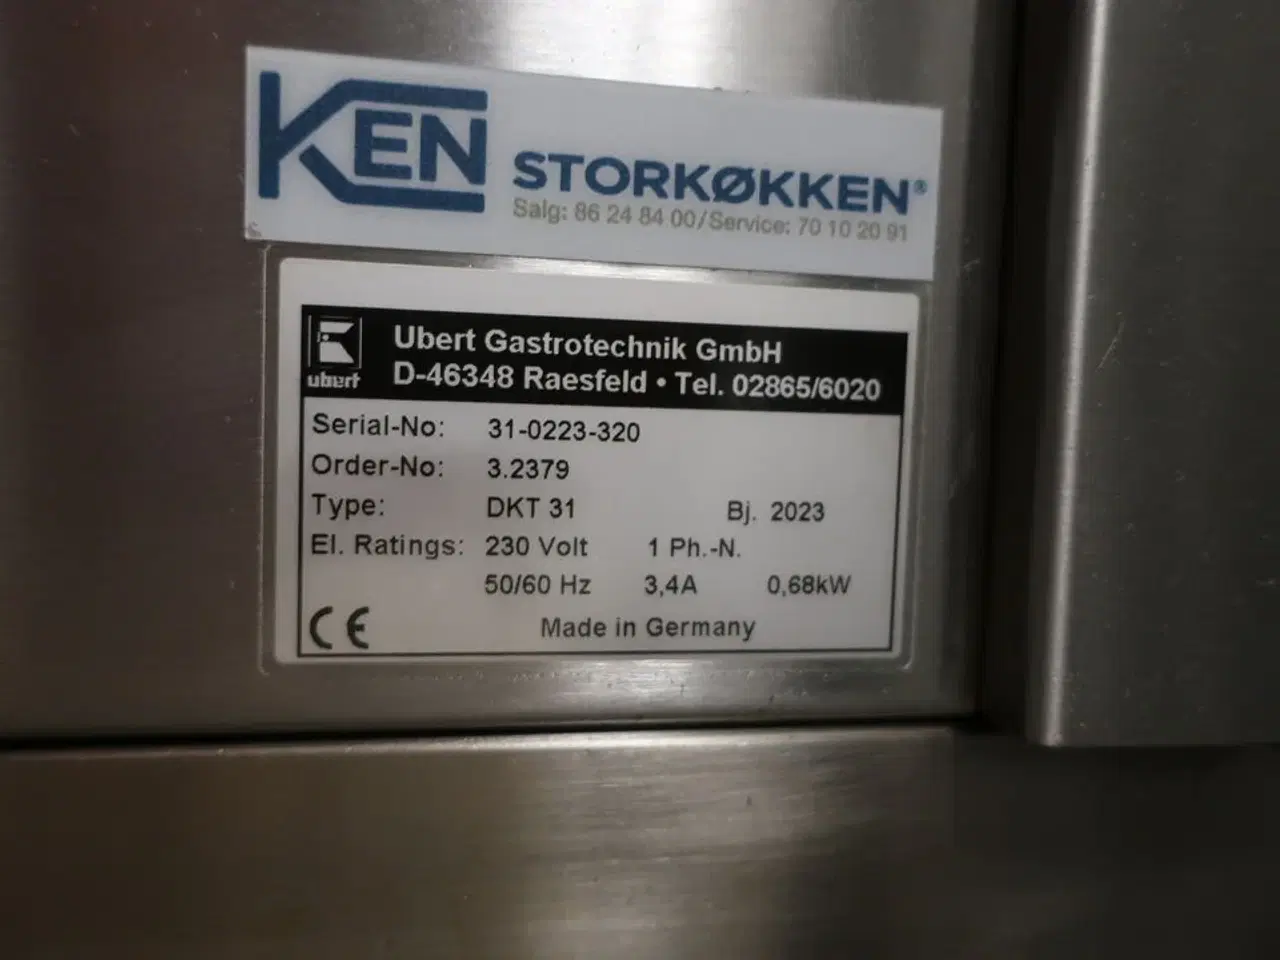 KEN STORKØKKEN®
Salg: 86 24 84 00/Service: 70 10 20 91
ubert
Ubert Gastrotechnik GmbH
D-46348 Raesfeld • Tel. 02865/6020
Serial-No: 31-0223-320
Order-No: 3.2379
Type: DKT 31 Bj. 2023
El. Ratings: 230 Volt 1 Ph.-N.
50/60 Hz 3,4A 0,68kW
CE Made in Germany